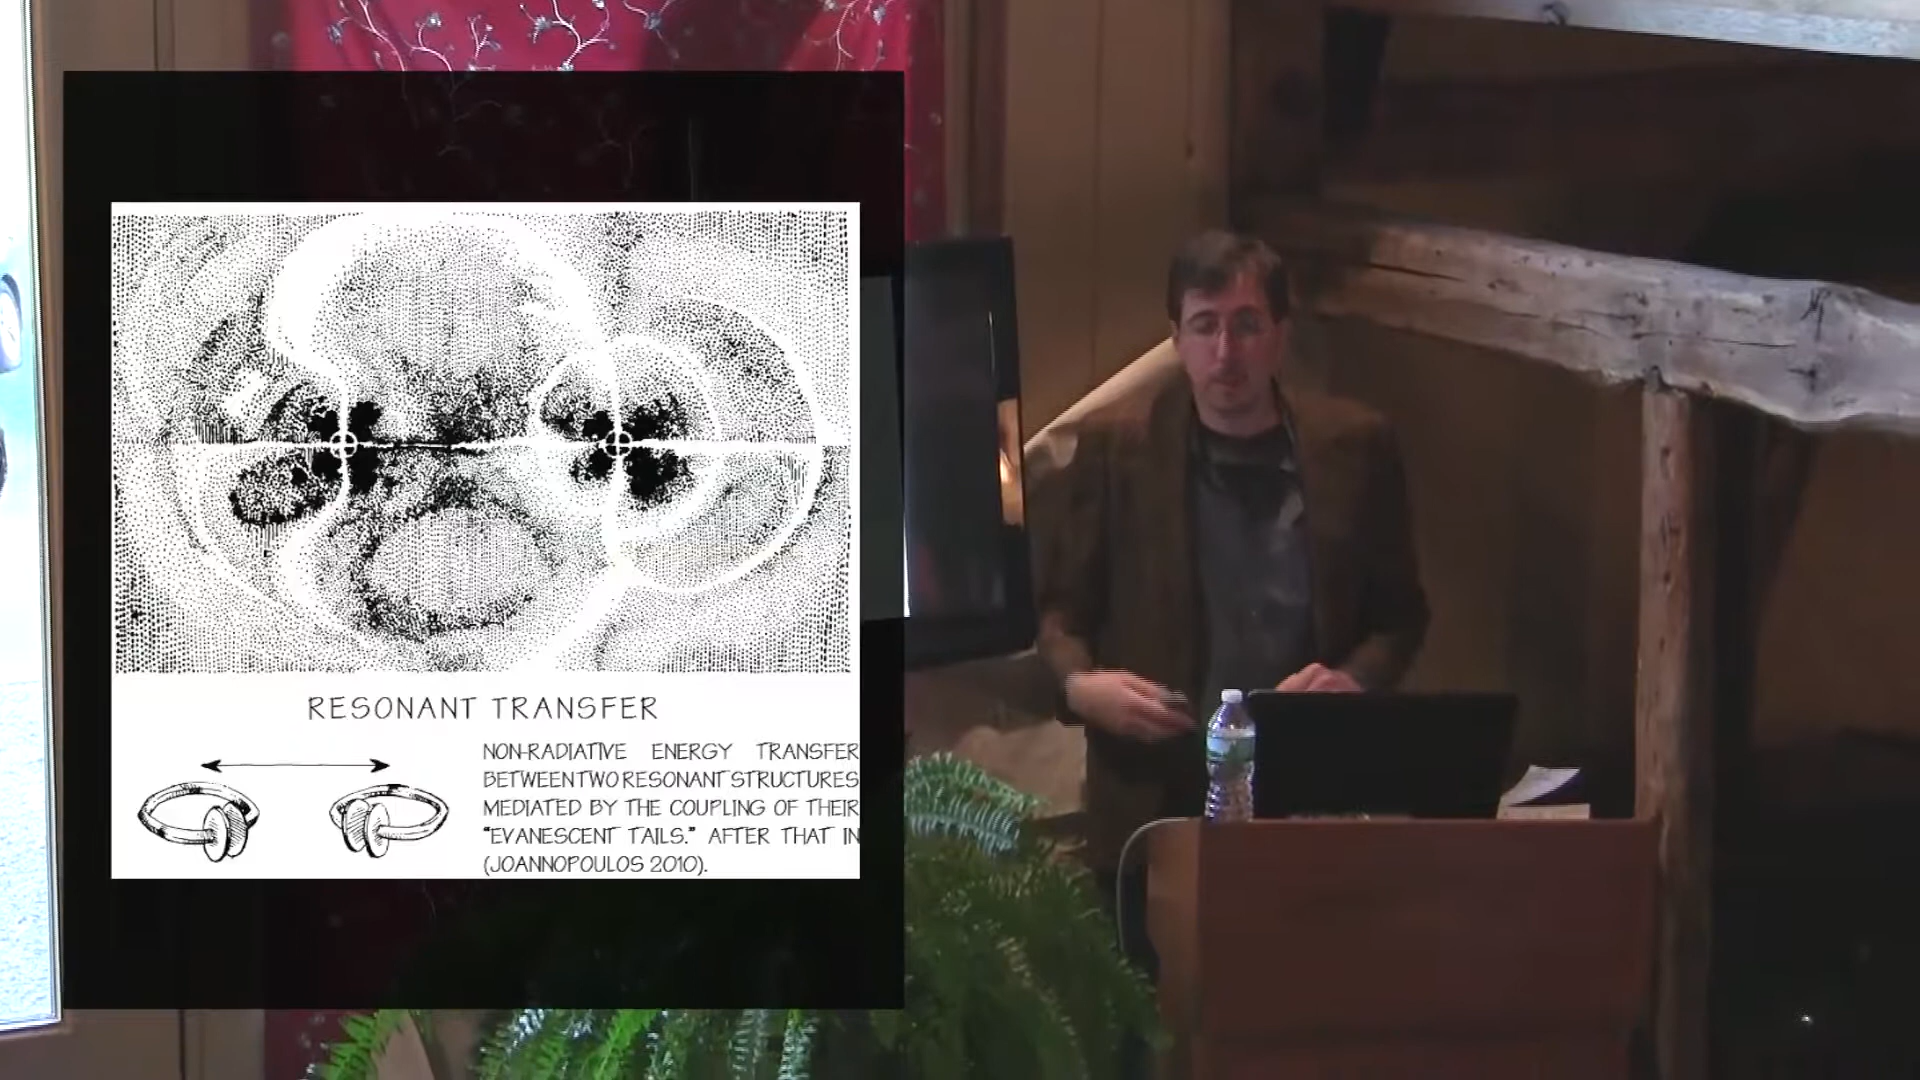 RESONANT TRANSFER
NON-RADIATIVE ENERGY TRANSFER
BETWEEN TWO RESONANT STRUCTURES
MEDIATED BY THE COUPLING OF THEIR
"EVANESCENT TAILS." AFTER THAT IN
(JOANNOPOULOS 2010).